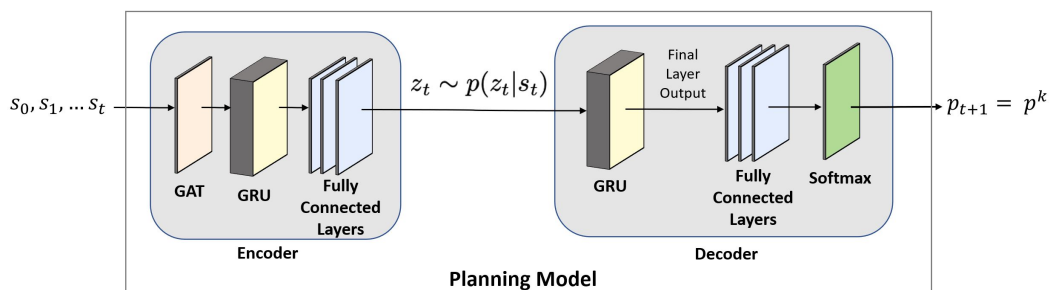 s₀, s₁, ... sₜ
GAT
GRU
Fully
Connected
Layers
Encoder
zₜ ~ p(zₜ|sₜ)
GRU
Final
Layer
Output
Fully
Connected
Layers
Softmax
Decoder
pₜ₊₁ = pᵏ
Planning Model